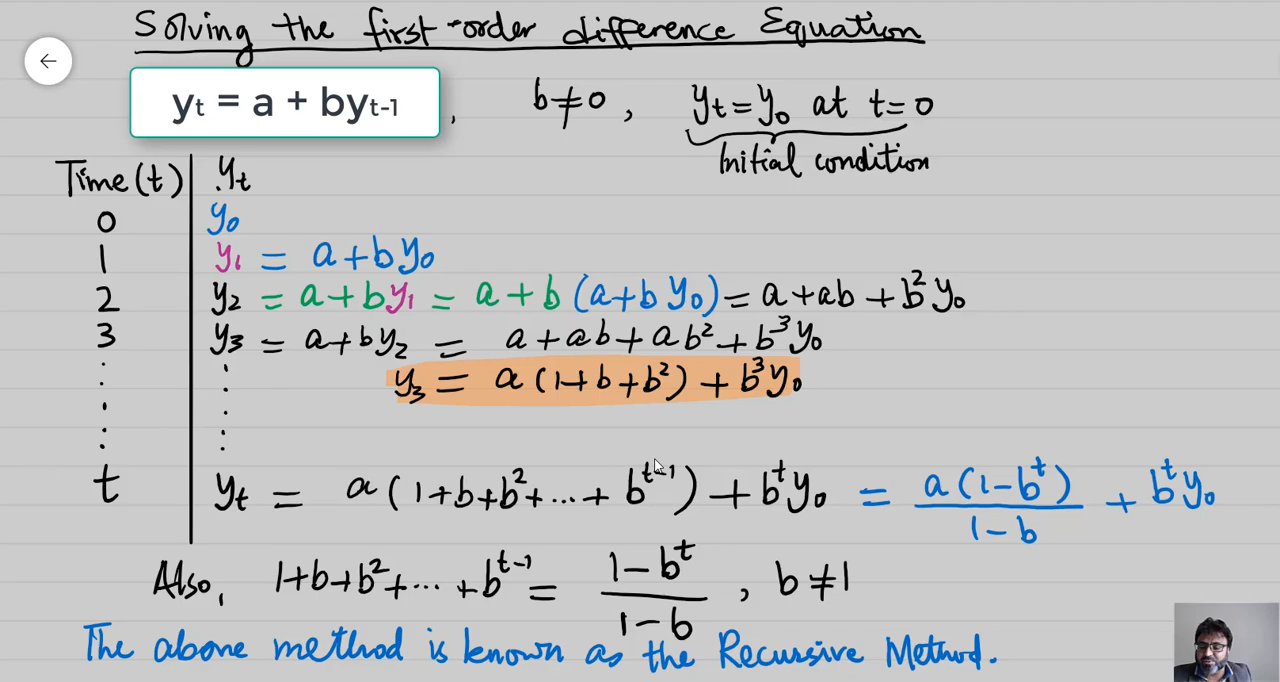 Solving the first-order difference Equation
yₜ = a + byₜ₋₁ , b ≠ 0 , yₜ = y₀ at t = 0
Initial condition
Time (t) yₜ
0 y₀
1 y₁ = a + b y₀
2 y₂ = a + b y₁ = a + b (a + b y₀) = a + ab + b² y₀
3 y₃ = a + b y₂ = a + ab + ab² + b³ y₀
y₃ = a (1 + b + b²) + b³ y₀
t yₜ = a (1 + b + b² + ... + bᵗ⁻¹) + bᵗ y₀ = a (1 − bᵗ) / (1 − b) + bᵗ y₀
Also, 1 + b + b² + ... + bᵗ⁻¹ = (1 − bᵗ) / (1 − b) , b ≠ 1
The above method is known as the Recursive Method.